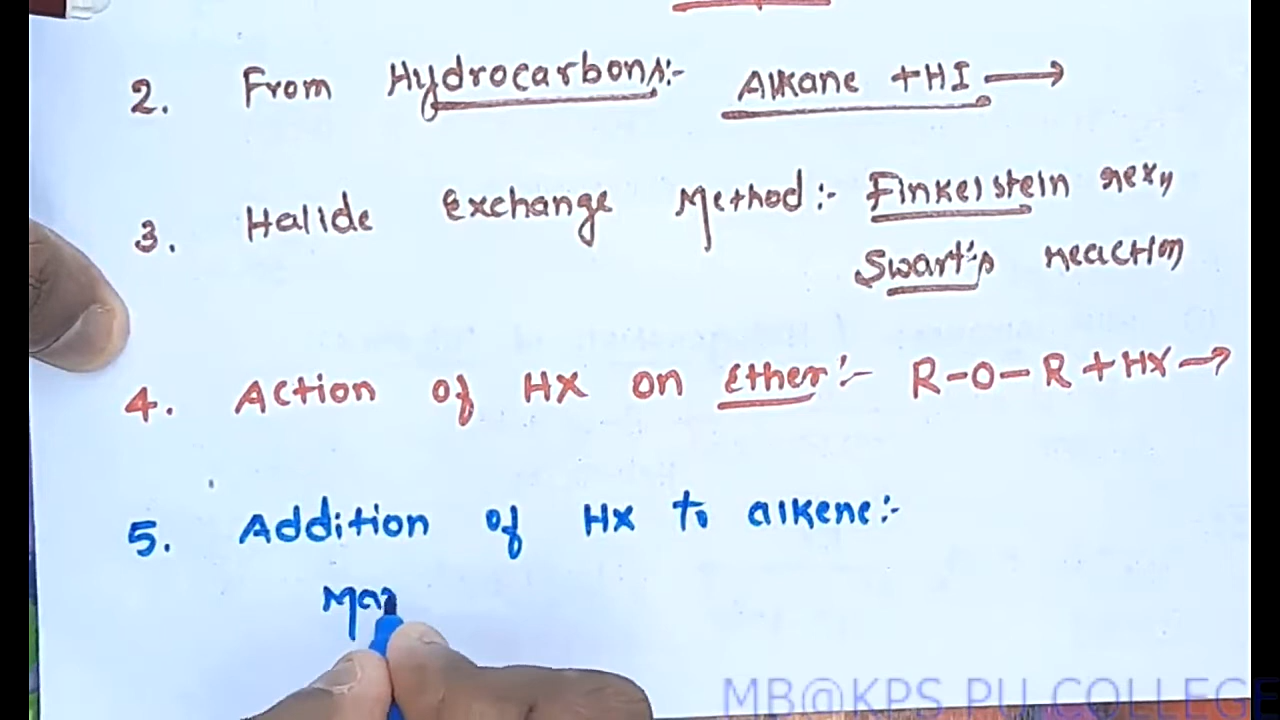 2. From Hydrocarbons:- Alkane + HI →
3. Halide Exchange Method:- Finkelstein rexn
Swart's reaction
4. Action of HX on Ether:- R-O-R + HX →
5. Addition of HX to alkene:-
Mar
MB@KPS PU COLLEGE